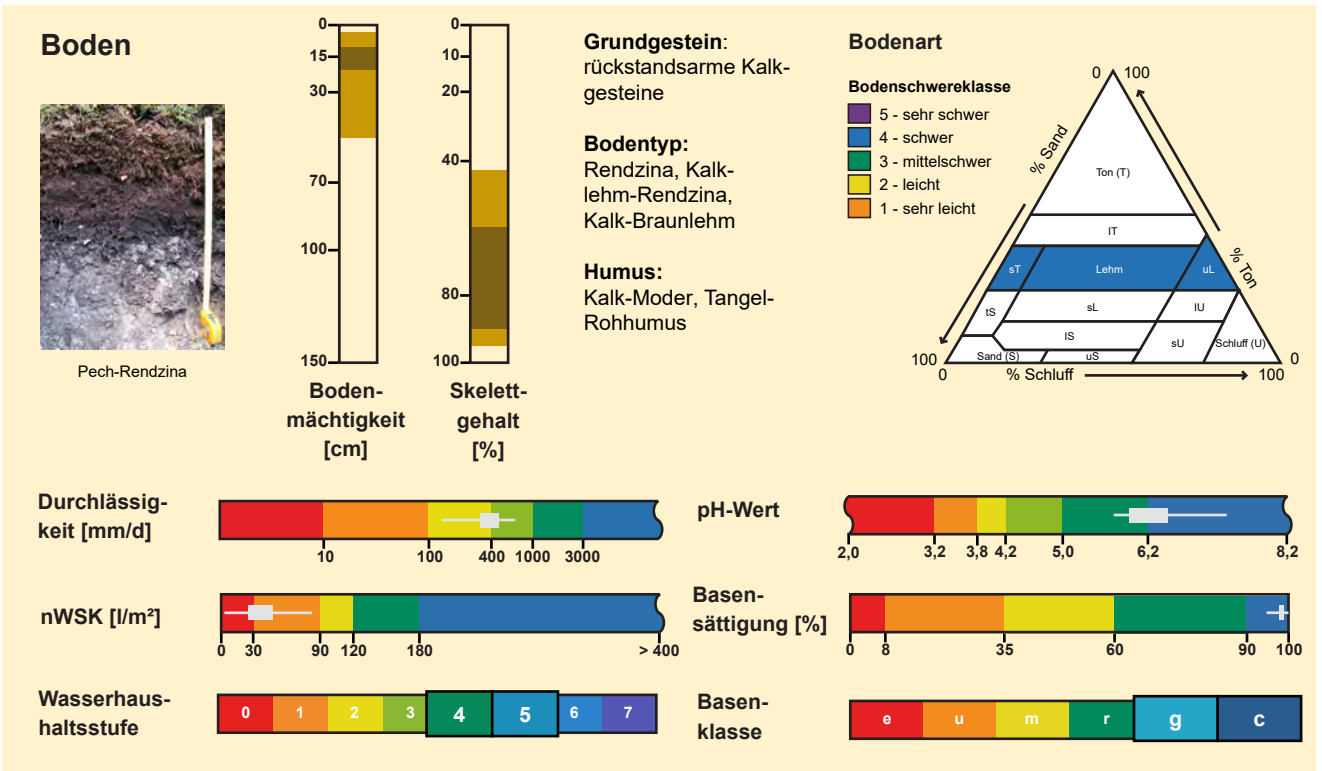 Boden
Pech-Rendzina
0
15
30
70
100
150
Boden-
mächtigkeit
[cm]
0
10
20
40
80
100
Skelett-
gehalt
[%]
Grundgestein:
rückstandsarme Kalk-
gesteine
Bodentyp:
Rendzina, Kalk-
lehm-Rendzina,
Kalk-Braunlehm
Humus:
Kalk-Moder, Tangel-
Rohhumus
Bodenart
Bodenschwereklasse
5 - sehr schwer
4 - schwer
3 - mittelschwer
2 - leicht
1 - sehr leicht
0 100
% Sand
% Ton
Ton (T)
lT
sT Lehm uL
tS sL lU
lS sU Schluff (U)
Sand (S) uS
100 0
0 % Schluff 100
Durchlässig-
keit [mm/d]
10 100 400 1000 3000
pH-Wert
2,0 3,2 3,8 4,2 5,0 6,2 8,2
nWSK [l/m²]
0 30 90 120 180 > 400
Basen-
sättigung [%]
0 8 35 60 90 100
Wasserhaus-
haltsstufe
0 1 2 3 4 5 6 7
Basen-
klasse
e u m r g c